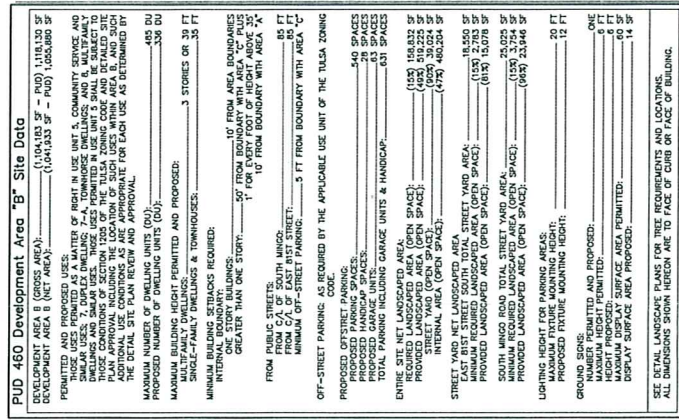 PUD 460 Development Area "B" Site Data
DEVELOPMENT AREA B (GROSS AREA): (1,104,183 SF - PUD) 1,118,130 SF
DEVELOPMENT AREA B (NET AREA): (1,041,933 SF - PUD) 1,055,880 SF
PERMITTED AND PROPOSED USES:
THOSE USES PERMITTED AS A MATTER OF RIGHT IN USE UNIT 5, COMMUNITY SERVICE AND
SIMILAR USES; 7, DUPLEX DWELLING; 7-A, TOWNHORSE DWELLINGS; AND 8, MULTIFAMILY
DWELLINGS AND SIMILAR USES. THOSE USES PERMITTED IN USE UNIT 5 SHALL BE SUBJECT TO
THOSE CONDITIONS OF SECTION 1205 OF THE TULSA ZONING CODE AND DETAILED SITE
PLAN APPROVAL INCLUDING LOCATION OF SUCH USES WITHIN AREA B, AND SUCH
ADDITIONAL USE CONDITIONS AS ARE APPROPRIATE FOR EACH USE AS DETERMINED BY
THE DETAIL SITE PLAN REVIEW AND APPROVAL.
MAXIMUM NUMBER OF DWELLING UNITS (DU): 485 DU
PROPOSED NUMBER OF DWELLING UNITS (DU): 336 DU
MAXIMUM BUILDING HEIGHT PERMITTED AND PROPOSED:
MULTIFAMILY DWELLINGS: 3 STORIES OR 39 FT
SINGLE-FAMILY DWELLINGS & TOWNHOUSES: 35 FT
MINIMUM BUILDING SETBACKS REQUIRED:
INTERNAL BOUNDARY:
ONE STORY BUILDINGS: 10' FROM AREA BOUNDARIES
GREATER THAN ONE STORY: 50' FROM BOUNDARY WITH AREA "C" PLUS
1' FOR EVERY FOOT OF HEIGHT ABOVE 35'
10' FROM BOUNDARY WITH AREA "A"
FROM PUBLIC STREETS
FROM C/L OF SOUTH MINGO: 85 FT
FROM C/L OF EAST 81ST STREET: 85 FT
MINIMUM OFF-STREET PARKING: 5 FT FROM BOUNDARY WITH AREA "C"
OFF-STREET PARKING: AS REQUIRED BY THE APPLICABLE USE UNIT OF THE TULSA ZONING
CODE.
PROPOSED OFFSTREET PARKING:
PROPOSED PARKING SPACES: 540 SPACES
PROPOSED HANDICAP SPACES: 28 SPACES
PROPOSED GARAGE UNITS: 63 SPACES
TOTAL PARKING INCLUDING GARAGE UNITS & HANDICAP: 631 SPACES
ENTIRE SITE NET LANDSCAPED AREA:
REQUIRED LANDSCAPED AREA (OPEN SPACE): (15%) 158,832 SF
PROVIDED LANDSCAPED AREA (OPEN SPACE): (49%) 519,225 SF
STREET YARD (OPEN SPACE): (90%) 39,024 SF
INTERNAL AREA (OPEN SPACE): (47%) 480,204 SF
STREET YARD NET LANDSCAPED AREA
EAST 81ST STREET SOUTH TOTAL STREET YARD AREA: 18,550 SF
MINIMUM REQUIRED LANDSCAPED AREA (OPEN SPACE): (15%) 2,783 SF
PROVIDED LANDSCAPED AREA (OPEN SPACE): (81%) 15,078 SF
SOUTH MINGO ROAD TOTAL STREET YARD AREA: 25,025 SF
MINIMUM REQUIRED LANDSCAPED AREA (OPEN SPACE): (15%) 3,754 SF
PROVIDED LANDSCAPED AREA (OPEN SPACE): (96%) 23,946 SF
LIGHTING HEIGHT FOR PARKING AREAS:
MAXIMUM FIXTURE MOUNTING HEIGHT: 20 FT
PROPOSED FIXTURE MOUNTING HEIGHT: 12 FT
GROUND SIGNS:
NUMBER PERMITTED AND PROPOSED: ONE
MAXIMUM HEIGHT PERMITTED: 6 FT
HEIGHT PROPOSED: 6 FT
MAXIMUM DISPLAY SURFACE AREA PERMITTED: 60 SF
DISPLAY SURFACE AREA PROPOSED: 14 SF
SEE DETAIL LANDSCAPE PLANS FOR TREE REQUIREMENTS AND LOCATIONS.
ALL DIMENSIONS SHOWN HEREON ARE TO FACE OF CURB OR FACE OF BUILDING.